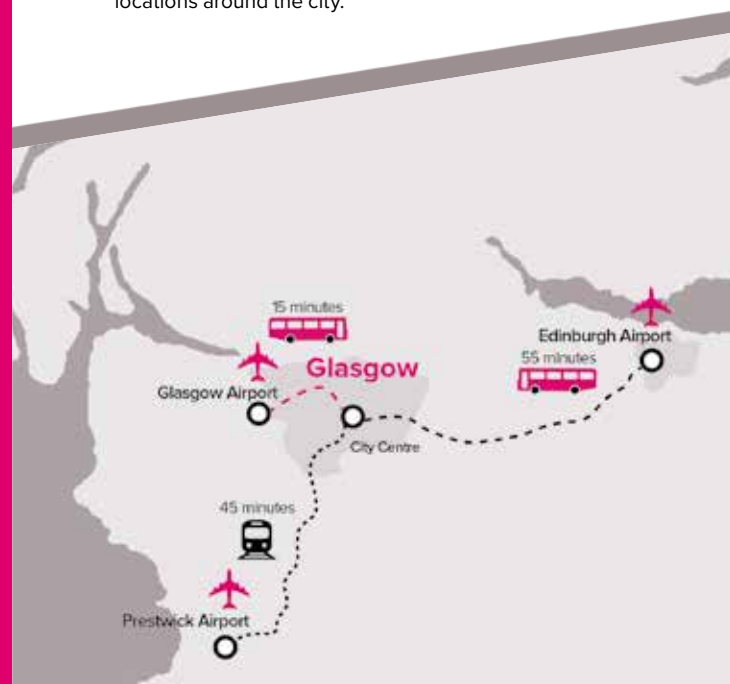 locations around the city.
15 minutes
Edinburgh Airport
Glasgow
55 minutes
Glasgow Airport
City Centre
45 minutes
Prestwick Airport